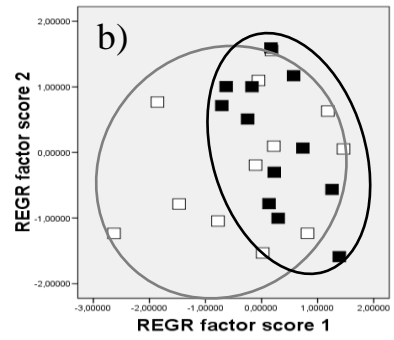 b)
2,00000
1,00000
0,00000
-1,00000
-2,00000
REGR factor score 2
-3,00000 -2,00000 -1,00000 0,00000 1,00000 2,00000
REGR factor score 1